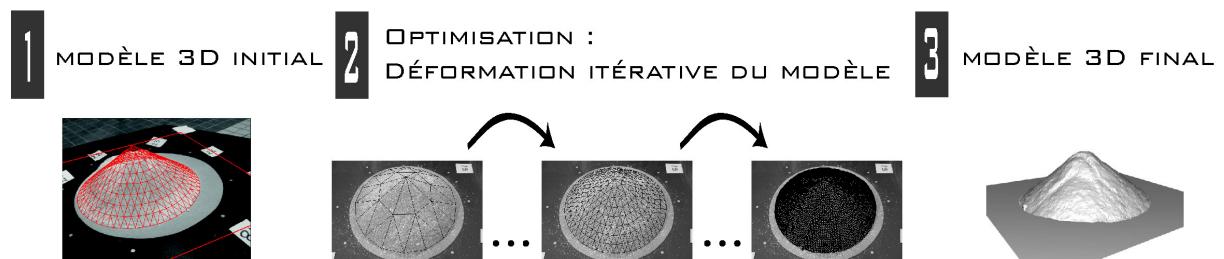 1 MODÈLE 3D INITIAL
2 OPTIMISATION :
DÉFORMATION ITÉRATIVE DU MODÈLE
3 MODÈLE 3D FINAL